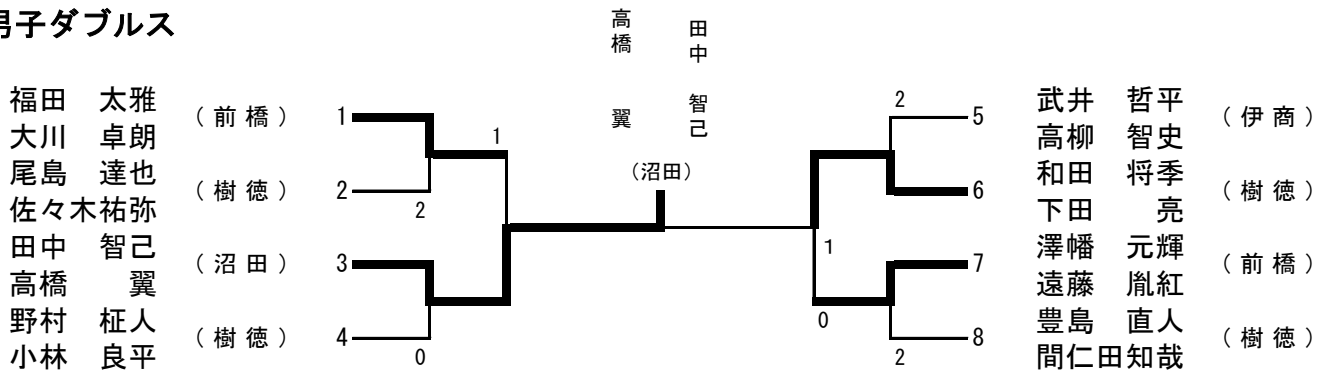 男子ダブルス
高橋　翼
田中　智己
(沼田)
福田　太雅
大川　卓朗
(前橋)
1
尾島　達也
佐々木祐弥
(樹徳)
2
田中　智己
高橋　翼
(沼田)
3
野村　柾人
小林　良平
(樹徳)
4
1
2
0
2
1
0
2
5
武井　哲平
高柳　智史
(伊商)
6
和田　将季
下田　亮
(樹徳)
7
澤幡　元輝
遠藤　胤紅
(前橋)
8
豊島　直人
間仁田知哉
(樹徳)